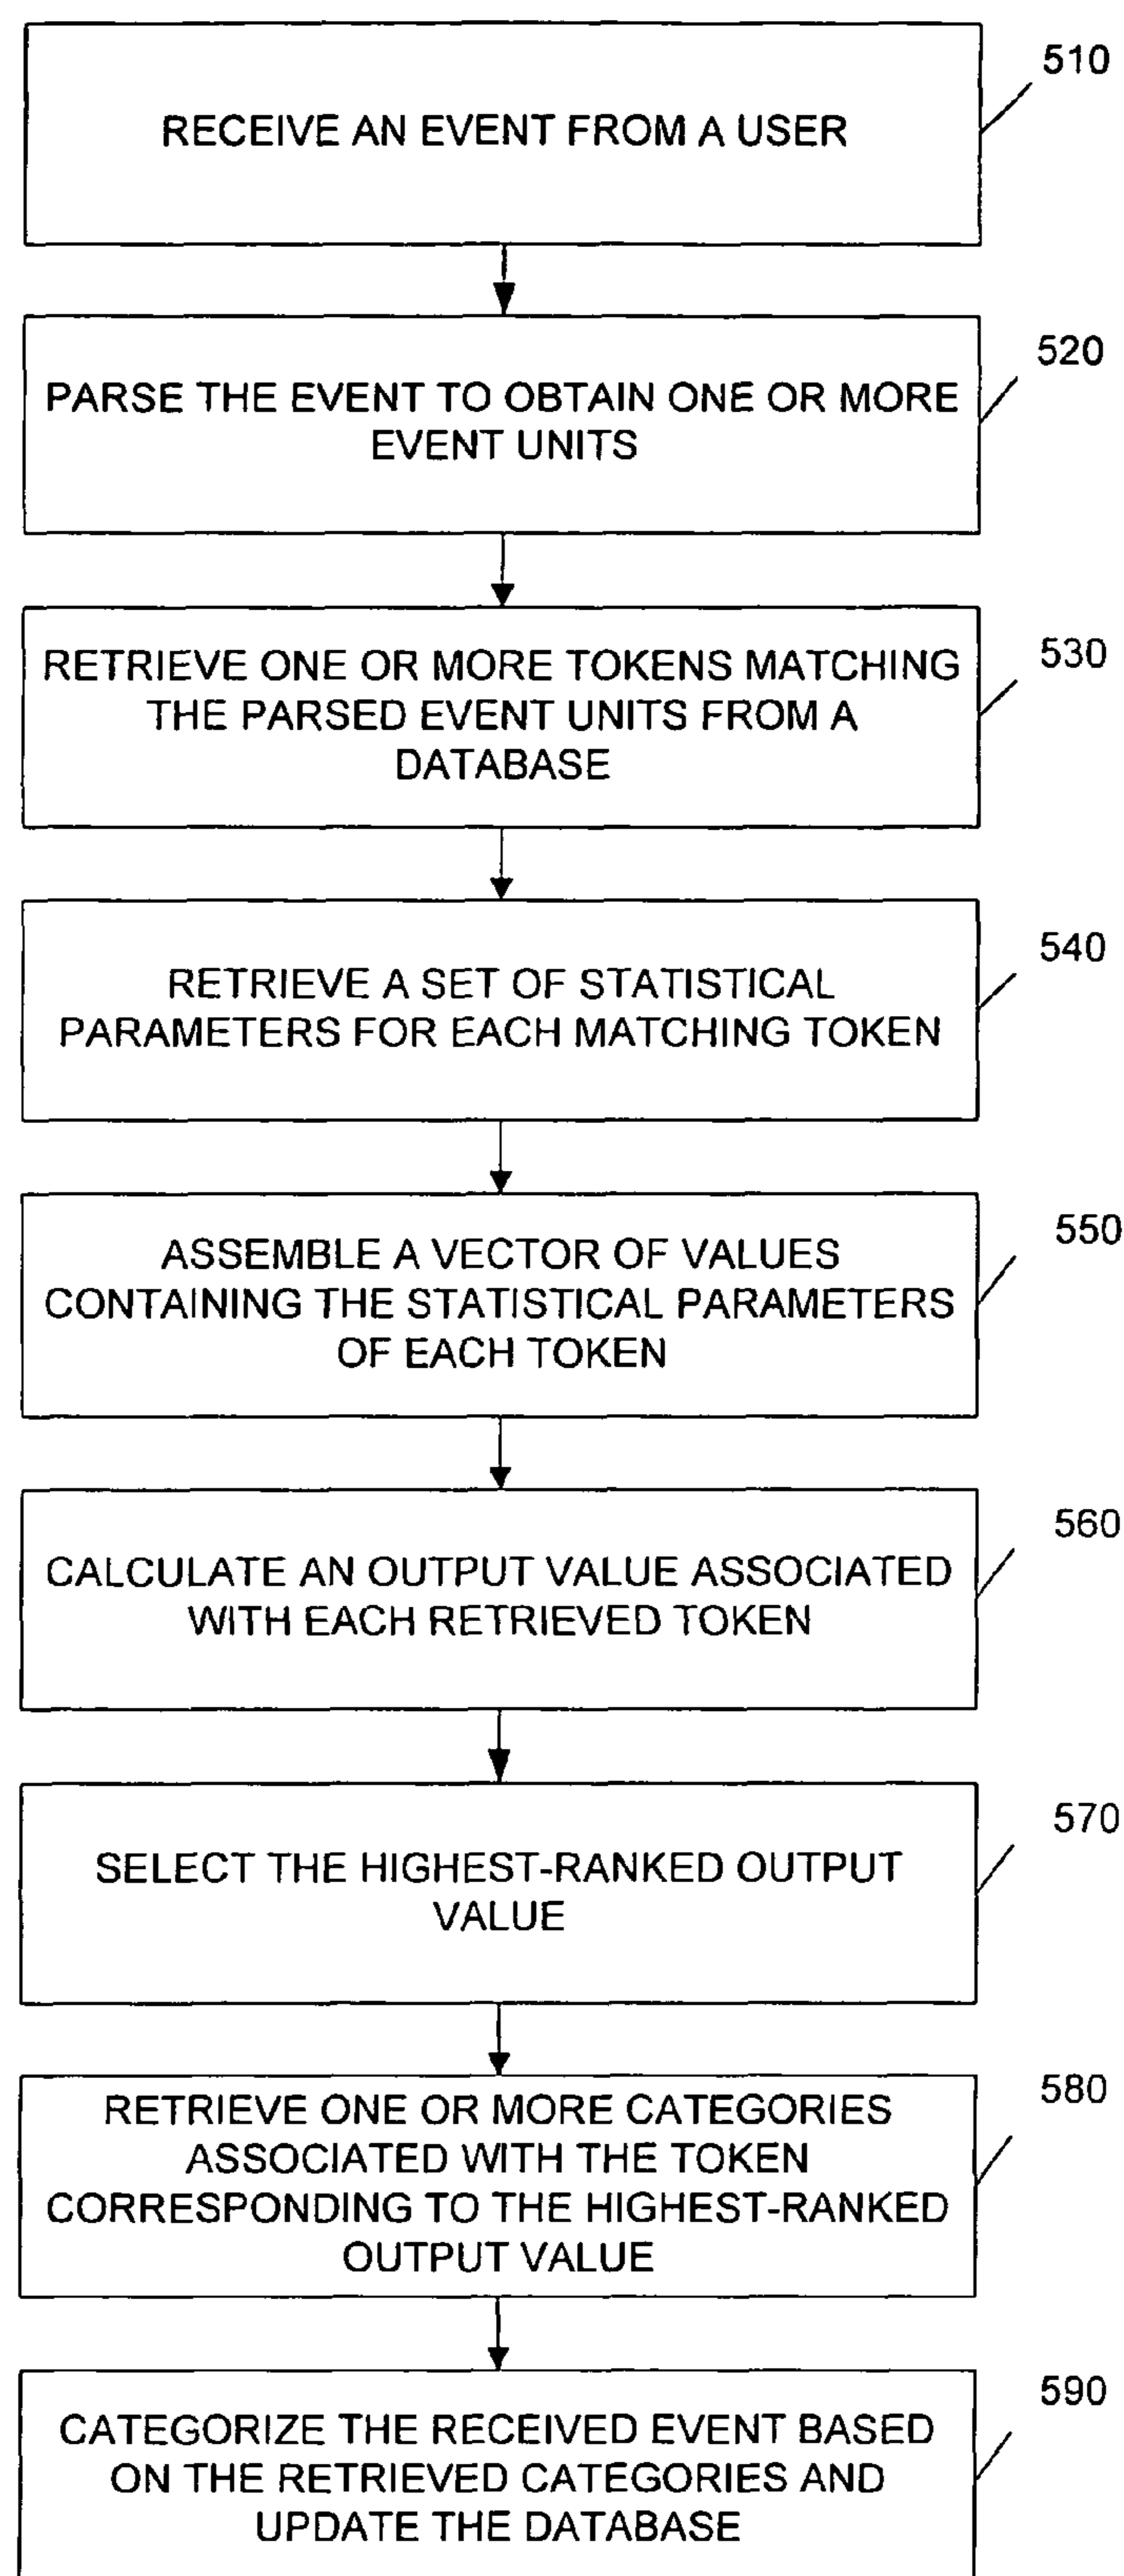 510
RECEIVE AN EVENT FROM A USER
520
PARSE THE EVENT TO OBTAIN ONE OR MORE
EVENT UNITS
530
RETRIEVE ONE OR MORE TOKENS MATCHING
THE PARSED EVENT UNITS FROM A
DATABASE
540
RETRIEVE A SET OF STATISTICAL
PARAMETERS FOR EACH MATCHING TOKEN
550
ASSEMBLE A VECTOR OF VALUES
CONTAINING THE STATISTICAL PARAMETERS
OF EACH TOKEN
560
CALCULATE AN OUTPUT VALUE ASSOCIATED
WITH EACH RETRIEVED TOKEN
570
SELECT THE HIGHEST-RANKED OUTPUT
VALUE
580
RETRIEVE ONE OR MORE CATEGORIES
ASSOCIATED WITH THE TOKEN
CORRESPONDING TO THE HIGHEST-RANKED
OUTPUT VALUE
590
CATEGORIZE THE RECEIVED EVENT BASED
ON THE RETRIEVED CATEGORIES AND
UPDATE THE DATABASE